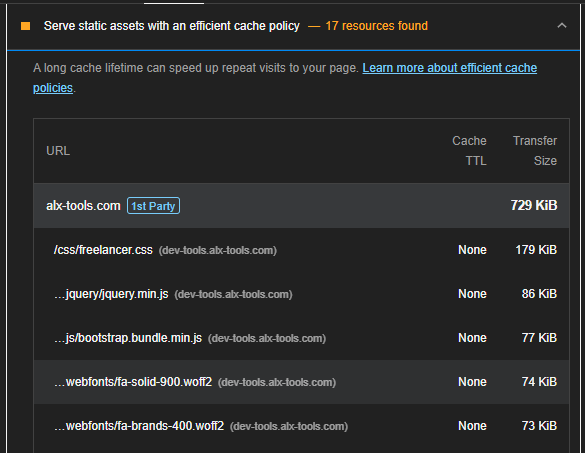 Serve static assets with an efficient cache policy — 17 resources found
A long cache lifetime can speed up repeat visits to your page. Learn more about efficient cache
policies.
URL Cache TTL Transfer Size
alx-tools.com 1st Party 729 KiB
/css/freelancer.css (dev-tools.alx-tools.com) None 179 KiB
…jquery/jquery.min.js (dev-tools.alx-tools.com) None 86 KiB
…js/bootstrap.bundle.min.js (dev-tools.alx-tools.com) None 77 KiB
…webfonts/fa-solid-900.woff2 (dev-tools.alx-tools.com) None 74 KiB
…webfonts/fa-brands-400.woff2 (dev-tools.alx-tools.com) None 73 KiB